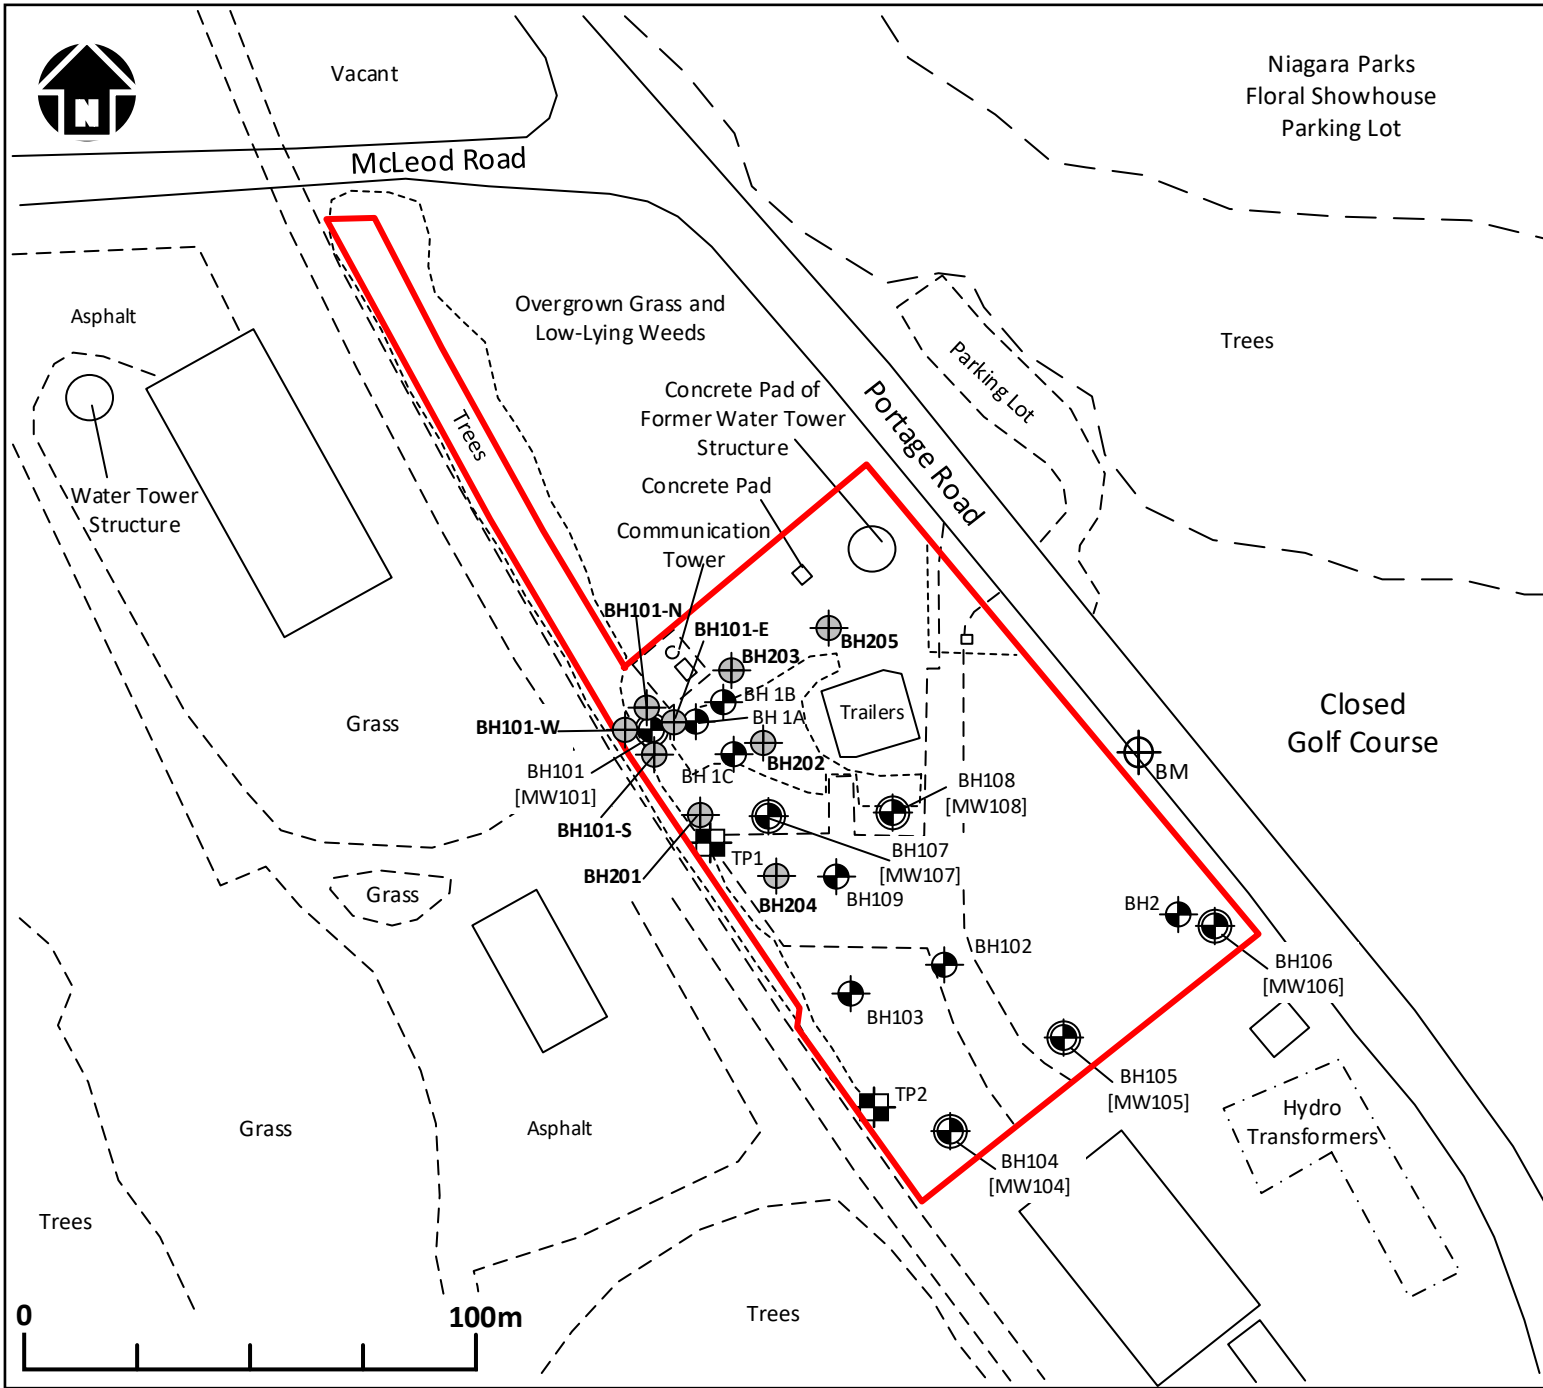 N
Vacant
McLeod Road
Niagara Parks
Floral Showhouse
Parking Lot
Asphalt
Overgrown Grass and
Low-Lying Weeds
Trees
Parking Lot
Concrete Pad of
Former Water Tower
Structure
Portage Road
Trees
Water Tower
Structure
Concrete Pad
Communication
Tower
BH101-N
BH101-E
BH205
BH203
BH 1B
BH 1A
Trailers
Closed
Golf Course
Grass
BH101-W
BH202
BH 1C
BM
BH101
[MW101]
BH108
[MW108]
BH101-S
TP1
BH107
[MW107]
BH201
BH204
BH109
Grass
BH2
BH102
BH106
[MW106]
BH103
BH105
[MW105]
TP2
Hydro
Transformers
Grass
Asphalt
BH104
[MW104]
Trees
Trees
0
100m